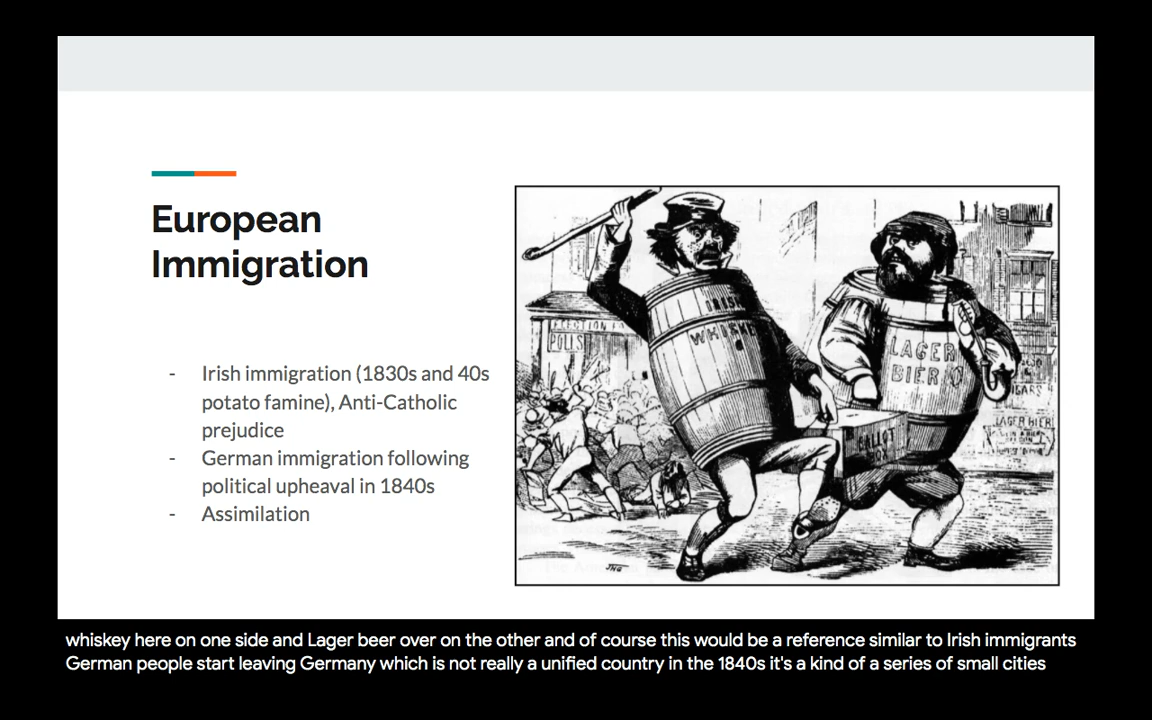 European
Immigration
- Irish immigration (1830s and 40s
potato famine), Anti-Catholic
prejudice
- German immigration following
political upheaval in 1840s
- Assimilation
ELECTION
POLLS
IRISH
WHISKEY
LAGER
BIER
BALLOT
BOX
CIGARS
LAGER BIER
whiskey here on one side and Lager beer over on the other and of course this would be a reference similar to Irish immigrants
German people start leaving Germany which is not really a unified country in the 1840s it's a kind of a series of small cities